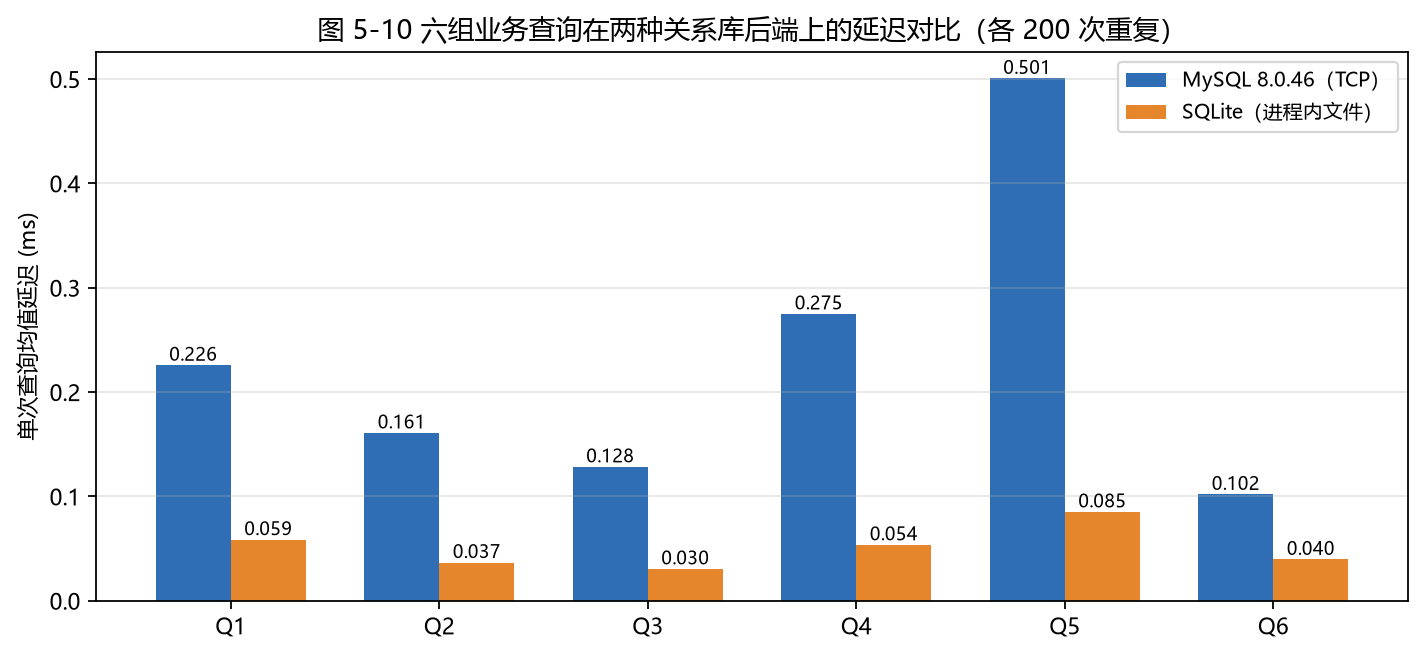 图 5-10 六组业务查询在两种关系库后端上的延迟对比（各 200 次重复）
MySQL 8.0.46（TCP）
SQLite（进程内文件）
单次查询均值延迟 (ms)
0.5
0.4
0.3
0.2
0.1
0.0
0.226
0.059
0.161
0.037
0.128
0.030
0.275
0.054
0.501
0.085
0.102
0.040
Q1
Q2
Q3
Q4
Q5
Q6